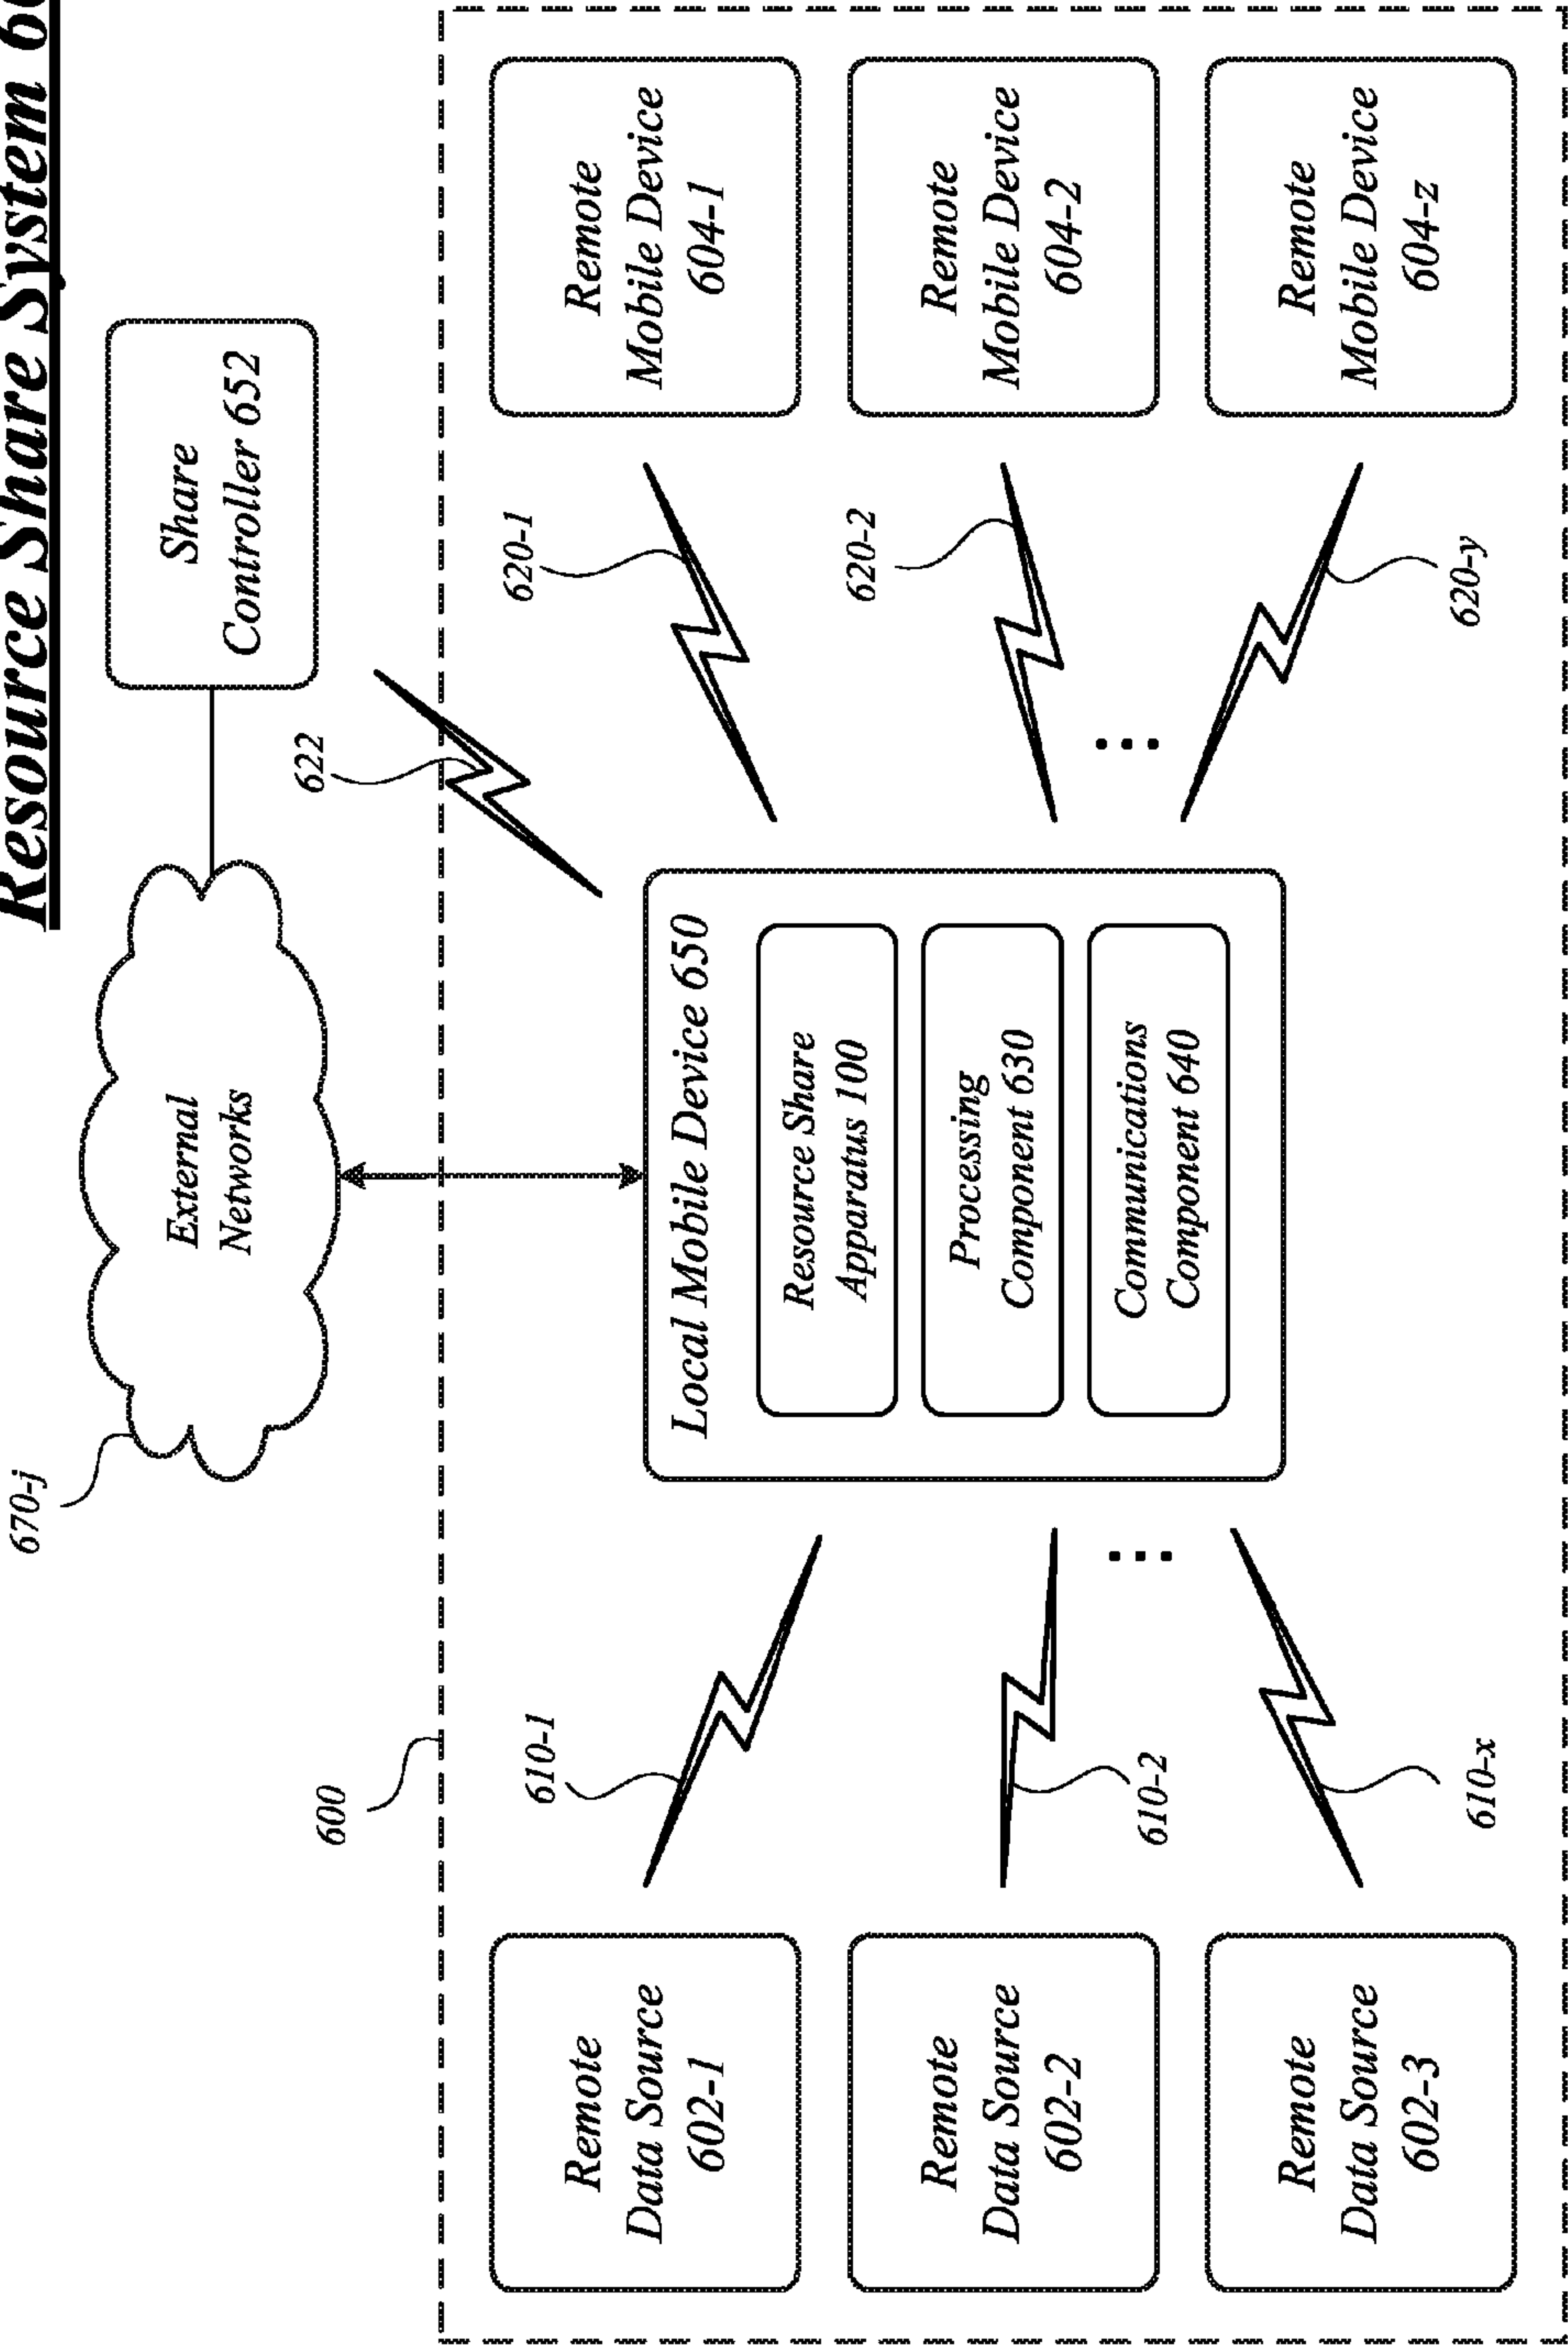 Resource Share System 60
670-j
External
Networks
Share
Controller 652
600
622
Remote
Data Source
602-1
Remote
Data Source
602-2
Remote
Data Source
602-3
610-1
610-2
610-x
Local Mobile Device 650
Resource Share
Apparatus 100
Processing
Component 630
Communications
Component 640
620-1
620-2
620-y
Remote
Mobile Device
604-1
Remote
Mobile Device
604-2
Remote
Mobile Device
604-z